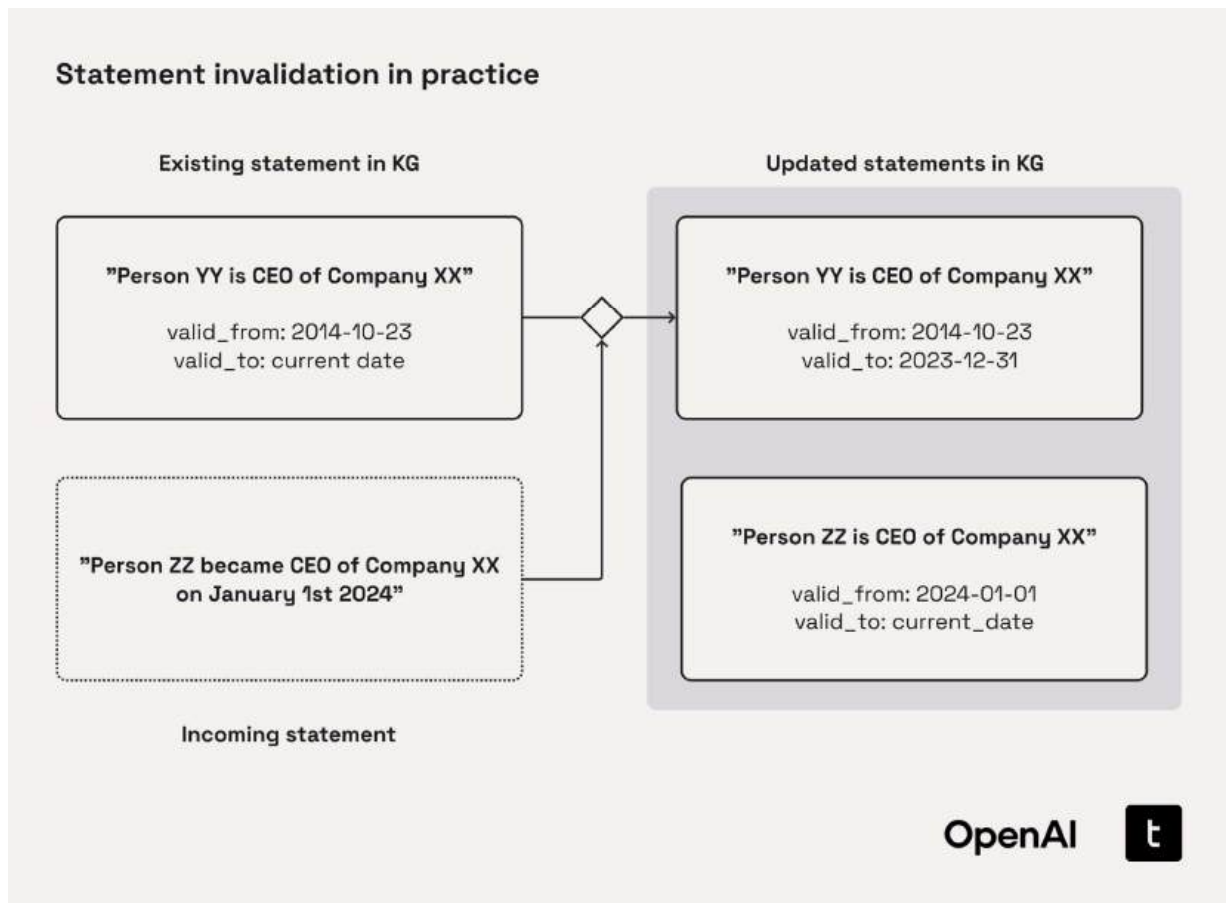 Statement invalidation in practice
Existing statement in KG
"Person YY is CEO of Company XX"
valid_from: 2014-10-23
valid_to: current date
"Person ZZ became CEO of Company XX
on January 1st 2024"
Incoming statement
Updated statements in KG
"Person YY is CEO of Company XX"
valid_from: 2014-10-23
valid_to: 2023-12-31
"Person ZZ is CEO of Company XX"
valid_from: 2024-01-01
valid_to: current_date
OpenAI
t